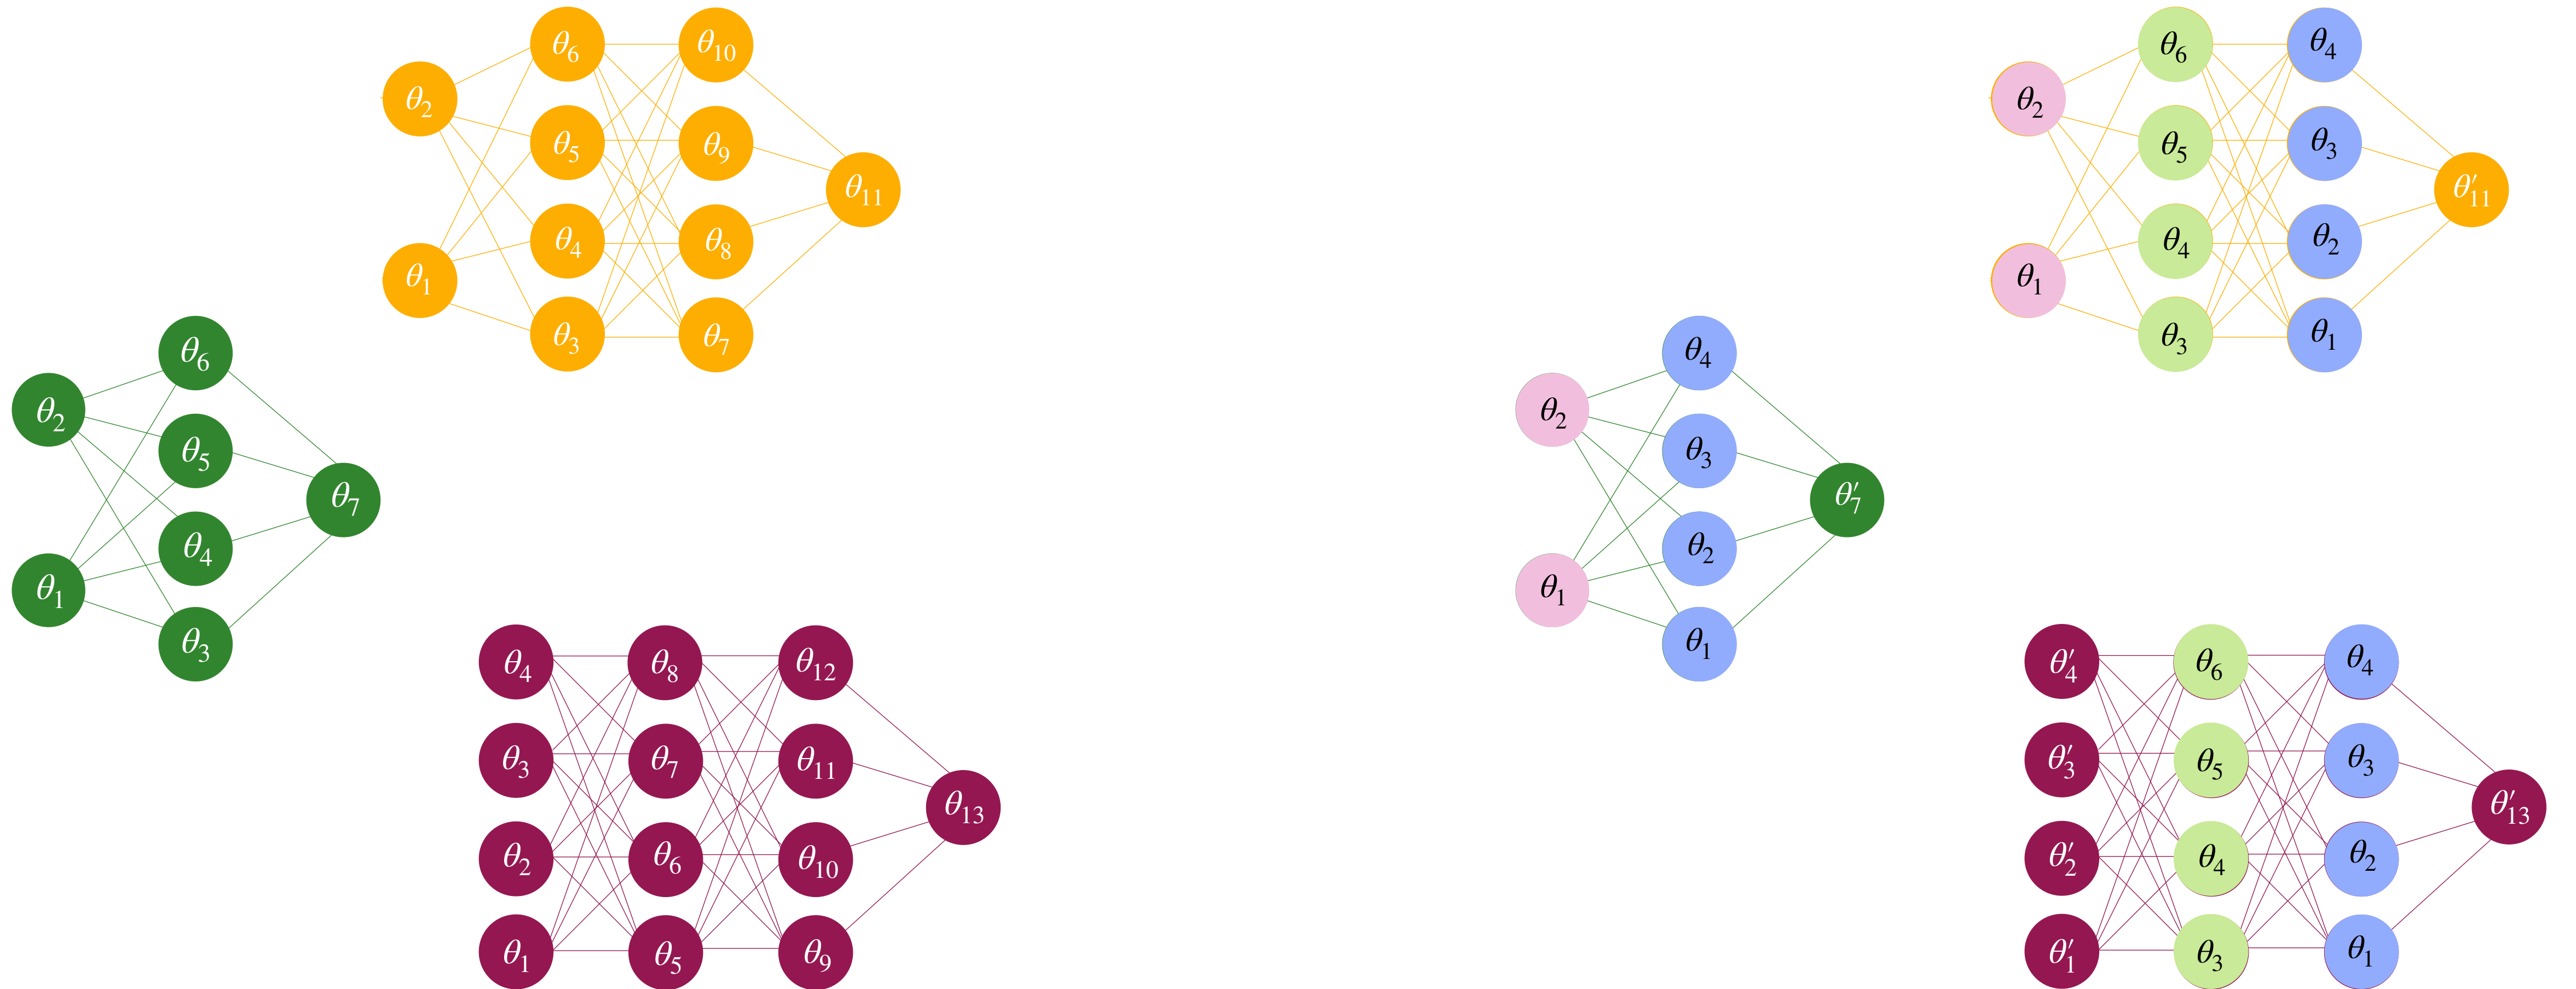 θ₂
θ₁
θ₆
θ₅
θ₄
θ₃
θ₁₀
θ₉
θ₈
θ₇
θ₁₁
θ₂
θ₁
θ₆
θ₅
θ₄
θ₃
θ₇
θ₄
θ₃
θ₂
θ₁
θ₈
θ₇
θ₆
θ₅
θ₁₂
θ₁₁
θ₁₀
θ₉
θ₁₃
θ₂
θ₁
θ₆
θ₅
θ₄
θ₃
θ₄
θ₃
θ₂
θ₁
θ′₁₁
θ₂
θ₁
θ₄
θ₃
θ₂
θ₁
θ′₇
θ′₄
θ′₃
θ′₂
θ′₁
θ₆
θ₅
θ₄
θ₃
θ₄
θ₃
θ₂
θ₁
θ′₁₃